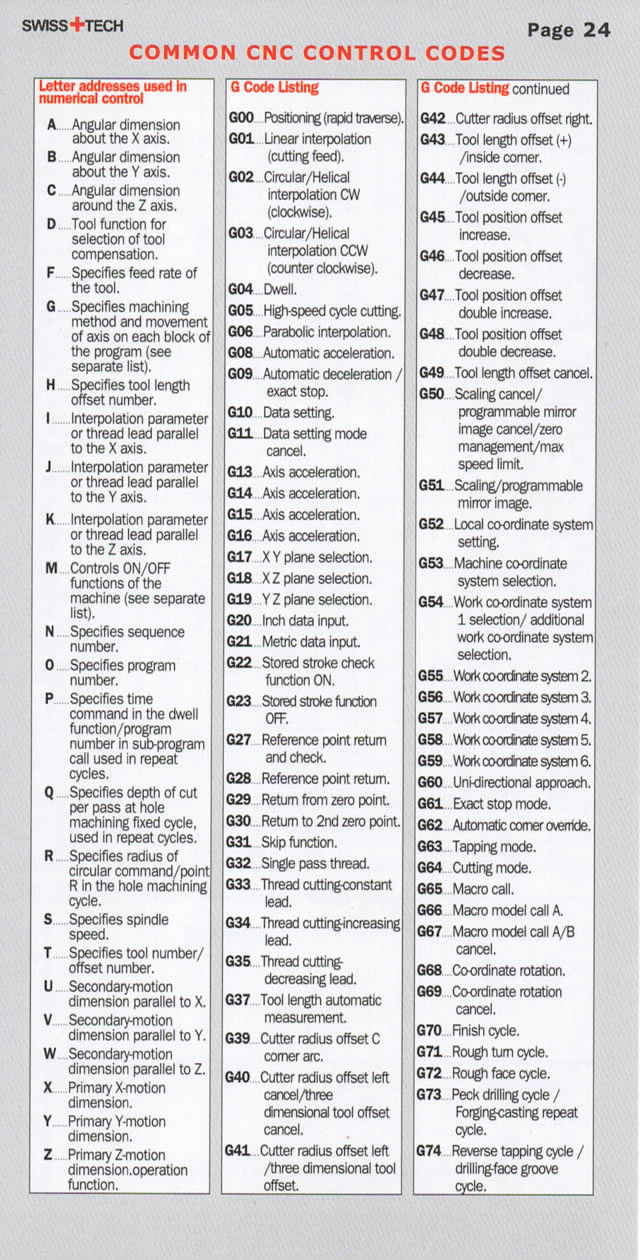 SWISS+TECH
Page 24
COMMON CNC CONTROL CODES
Letter addresses used in
numerical control
A.....Angular dimension
about the X axis.
B.....Angular dimension
about the Y axis.
C.....Angular dimension
around the Z axis.
D.....Tool function for
selection of tool
compensation.
F.....Specifies feed rate of
the tool.
G.....Specifies machining
method and movement
of axis on each block of
the program (see
separate list).
H.....Specifies tool length
offset number.
I.....Interpolation parameter
or thread lead parallel
to the X axis.
J.....Interpolation parameter
or thread lead parallel
to the Y axis.
K.....Interpolation parameter
or thread lead parallel
to the Z axis.
M....Controls ON/OFF
functions of the
machine (see separate
list).
N.....Specifies sequence
number.
O.....Specifies program
number.
P.....Specifies time
command in the dwell
function/program
number in sub-program
call used in repeat
cycles.
Q.....Specifies depth of cut
per pass at hole
machining fixed cycle,
used in repeat cycles.
R.....Specifies radius of
circular command/point
R in the hole machining
cycle.
S.....Specifies spindle
speed.
T.....Specifies tool number/
offset number.
U.....Secondary-motion
dimension parallel to X.
V.....Secondary-motion
dimension parallel to Y.
W....Secondary-motion
dimension parallel to Z.
X.....Primary X-motion
dimension.
Y.....Primary Y-motion
dimension.
Z.....Primary Z-motion
dimension.operation
function.
G Code Listing
G00...Positioning (rapid traverse).
G01...Linear interpolation
(cutting feed).
G02...Circular/Helical
interpolation CW
(clockwise).
G03...Circular/Helical
interpolation CCW
(counter clockwise).
G04...Dwell.
G05...High-speed cycle cutting.
G06...Parabolic interpolation.
G08...Automatic acceleration.
G09...Automatic deceleration /
exact stop.
G10...Data setting.
G11...Data setting mode
cancel.
G13...Axis acceleration.
G14...Axis acceleration.
G15...Axis acceleration.
G16...Axis acceleration.
G17...X Y plane selection.
G18...X Z plane selection.
G19...Y Z plane selection.
G20...Inch data input.
G21...Metric data input.
G22...Stored stroke check
function ON.
G23...Stored stroke function
OFF.
G27...Reference point return
and check.
G28...Reference point return.
G29...Return from zero point.
G30...Return to 2nd zero point.
G31...Skip function.
G32...Single pass thread.
G33...Thread cutting-constant
lead.
G34...Thread cutting-increasing
lead.
G35...Thread cutting-
decreasing lead.
G37...Tool length automatic
measurement.
G39...Cutter radius offset C
corner arc.
G40...Cutter radius offset left
cancel/three
dimensional tool offset
cancel.
G41...Cutter radius offset left
/three dimensional tool
offset.
G Code Listing continued
G42...Cutter radius offset right.
G43...Tool length offset (+)
/inside corner.
G44...Tool length offset (-)
/outside corner.
G45...Tool position offset
increase.
G46...Tool position offset
decrease.
G47...Tool position offset
double increase.
G48...Tool position offset
double decrease.
G49...Tool length offset cancel.
G50...Scaling cancel/
programmable mirror
image cancel/zero
management/max
speed limit.
G51...Scaling/programmable
mirror image.
G52...Local co-ordinate system
setting.
G53...Machine co-ordinate
system selection.
G54...Work co-ordinate system
1 selection/ additional
work co-ordinate system
selection.
G55...Work co-ordinate system 2.
G56...Work co-ordinate system 3.
G57...Work co-ordinate system 4.
G58...Work co-ordinate system 5.
G59...Work co-ordinate system 6.
G60...Uni-directional approach.
G61...Exact stop mode.
G62...Automatic corner override.
G63...Tapping mode.
G64...Cutting mode.
G65...Macro call.
G66...Macro model call A.
G67...Macro model call A/B
cancel.
G68...Co-ordinate rotation.
G69...Co-ordinate rotation
cancel.
G70...Finish cycle.
G71...Rough turn cycle.
G72...Rough face cycle.
G73...Peck drilling cycle /
Forging-casting repeat
cycle.
G74...Reverse tapping cycle /
drilling-face groove
cycle.